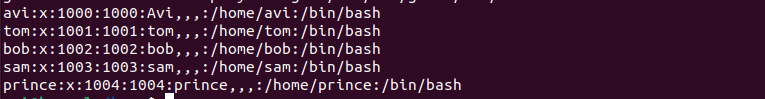 avi:x:1000:1000:Avi,,,:/home/avi:/bin/bash
tom:x:1001:1001:tom,,,:/home/tom:/bin/bash
bob:x:1002:1002:bob,,,:/home/bob:/bin/bash
sam:x:1003:1003:sam,,,:/home/sam:/bin/bash
prince:x:1004:1004:prince,,,:/home/prince:/bin/bash